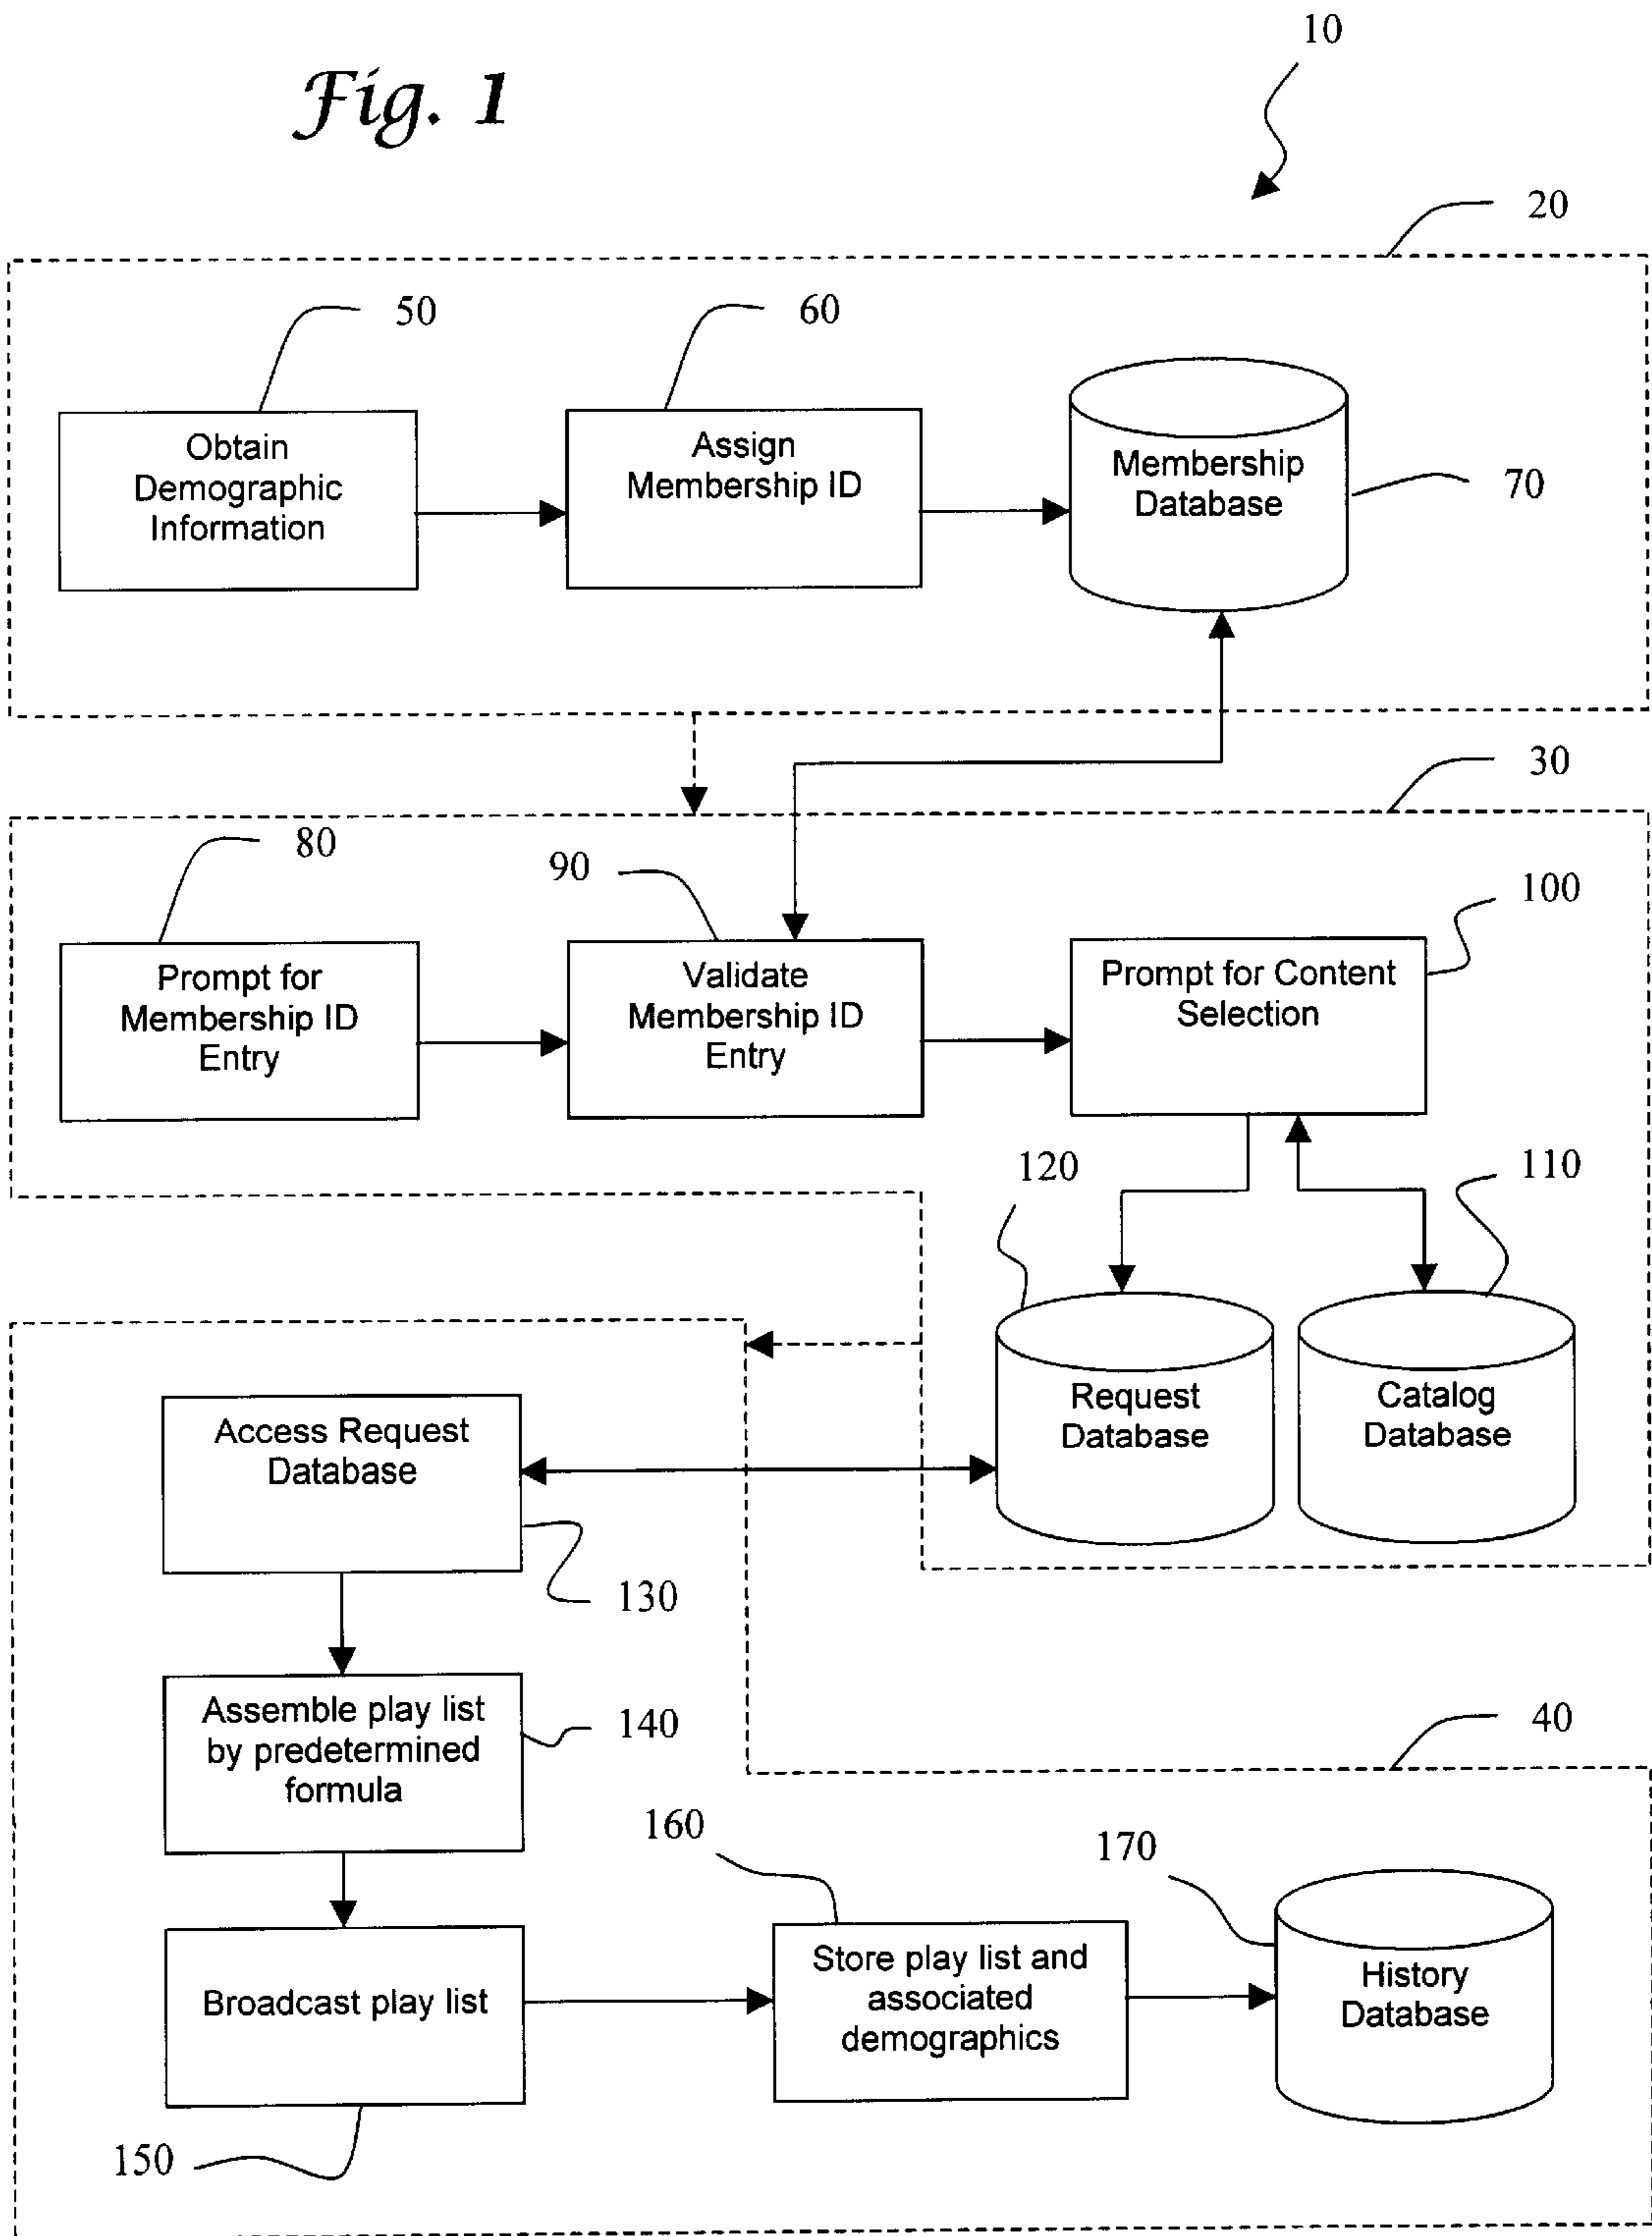 Fig. 1
10
20
50
60
Obtain
Demographic
Information
Assign
Membership ID
Membership
Database
70
30
80
90
100
Prompt for
Membership ID
Entry
Validate
Membership ID
Entry
Prompt for Content
Selection
120
110
Access Request
Database
Request
Database
Catalog
Database
130
Assemble play list
by predetermined
formula
140
40
160
170
Broadcast play list
Store play list and
associated
demographics
History
Database
150